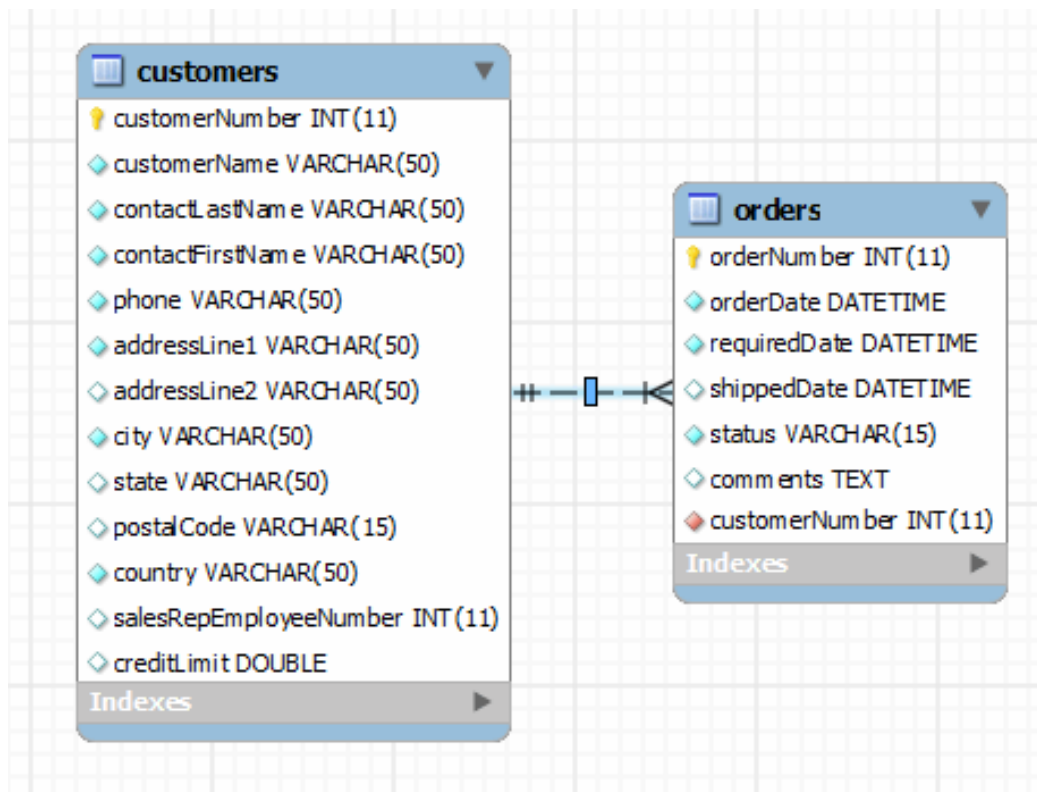 customers
customerNumber INT(11)
customerName VARCHAR(50)
contactLastName VARCHAR(50)
contactFirstName VARCHAR(50)
phone VARCHAR(50)
addressLine1 VARCHAR(50)
addressLine2 VARCHAR(50)
city VARCHAR(50)
state VARCHAR(50)
postalCode VARCHAR(15)
country VARCHAR(50)
salesRepEmployeeNumber INT(11)
creditLimit DOUBLE
Indexes
orders
orderNumber INT(11)
orderDate DATETIME
requiredDate DATETIME
shippedDate DATETIME
status VARCHAR(15)
comments TEXT
customerNumber INT(11)
Indexes